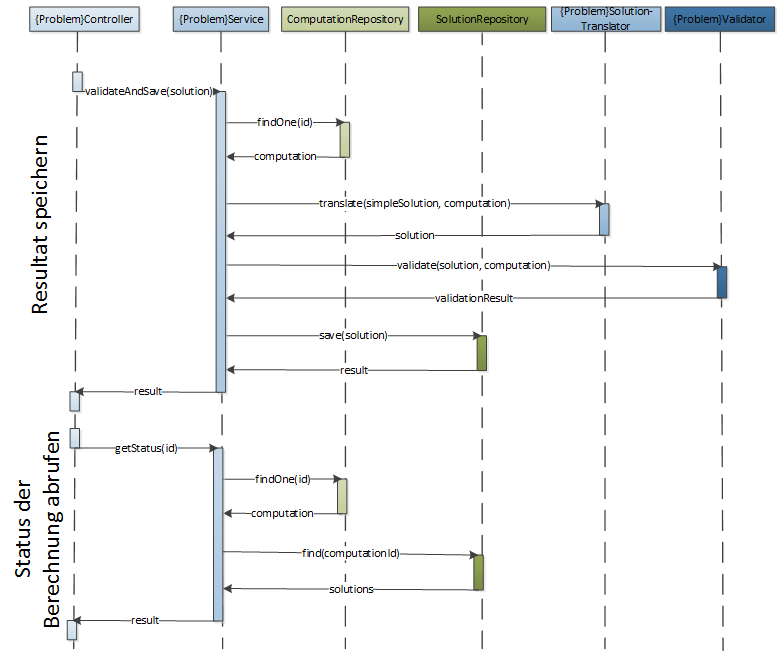 {Problem}Controller
{Problem}Service
ComputationRepository
SolutionRepository
{Problem}Solution-
Translator
{Problem}Validator
Resultat speichern
validateAndSave(solution)
findOne(id)
computation
translate(simpleSolution, computation)
solution
validate(solution, computation)
validationResult
save(solution)
result
result
Status der
Berechnung abrufen
getStatus(id)
findOne(id)
computation
find(computationId)
solutions
result